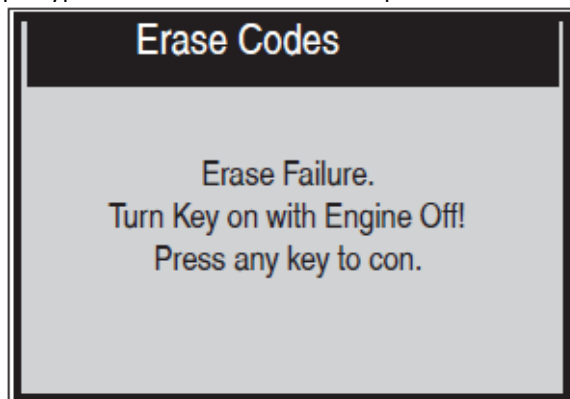 Erase Codes
Erase Failure.
Turn Key on with Engine Off!
Press any key to con.